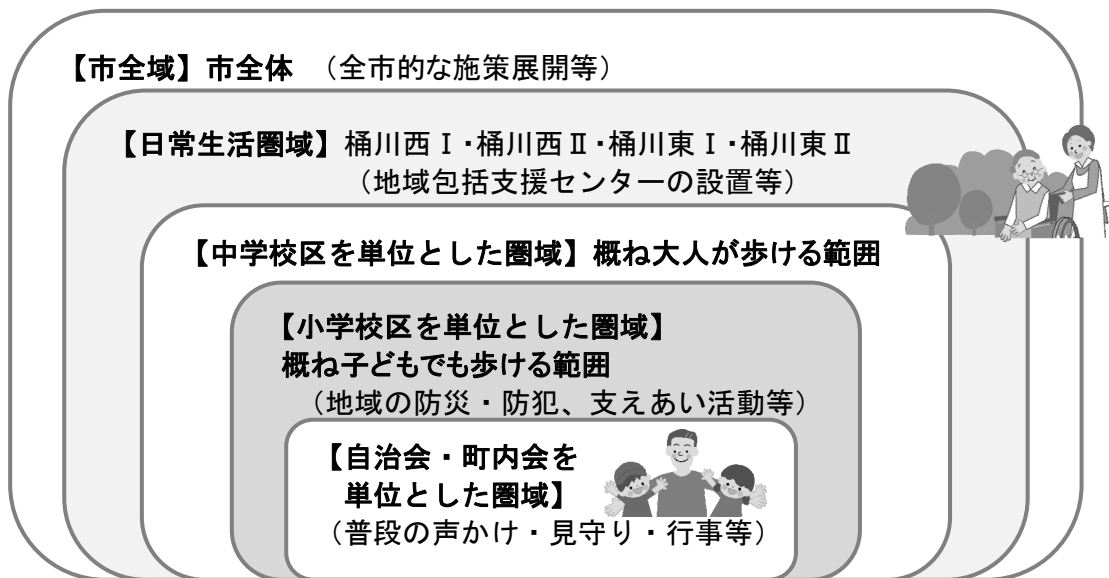 【市全域】市全体 （全市的な施策展開等）
【日常生活圏域】桶川西Ⅰ・桶川西Ⅱ・桶川東Ⅰ・桶川東Ⅱ
（地域包括支援センターの設置等）
【中学校区を単位とした圏域】概ね大人が歩ける範囲
【小学校区を単位とした圏域】
概ね子どもでも歩ける範囲
（地域の防災・防犯、支えあい活動等）
【自治会・町内会を
単位とした圏域】
（普段の声かけ・見守り・行事等）